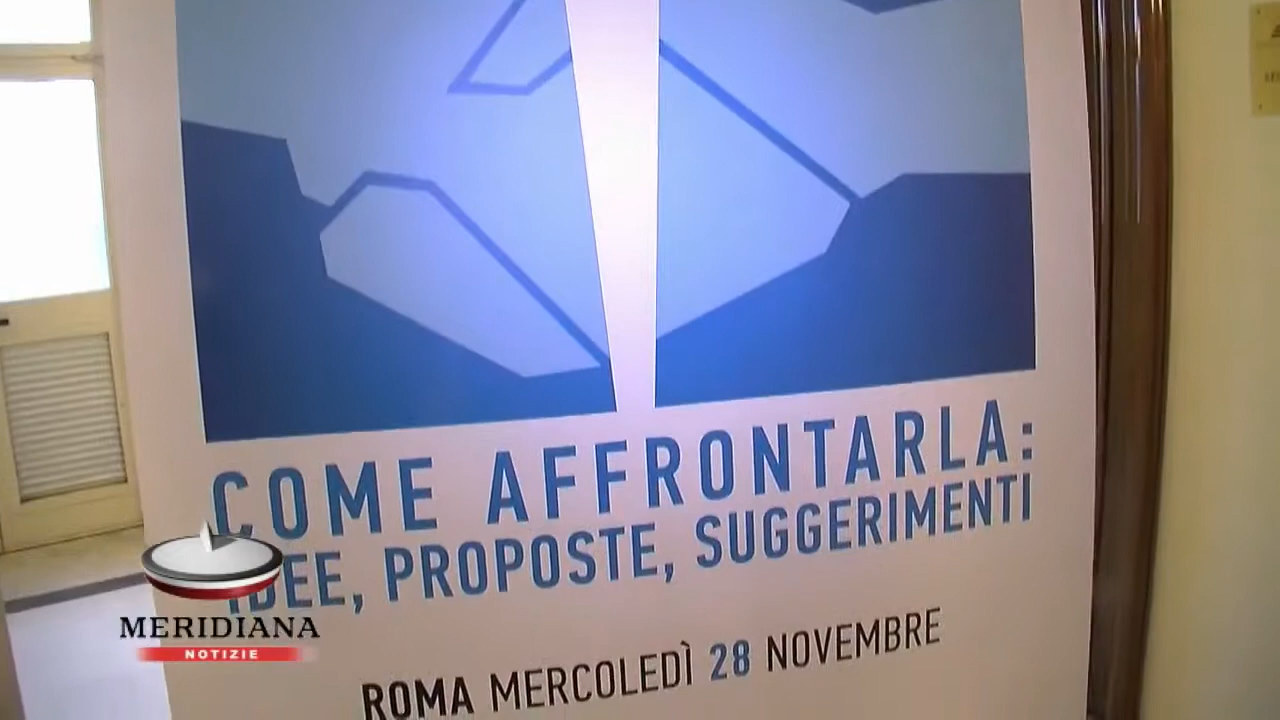 COME AFFRONTARLA:
IDEE, PROPOSTE, SUGGERIMENTI
ROMA MERCOLEDÌ 28 NOVEMBRE
MERIDIANA
NOTIZIE